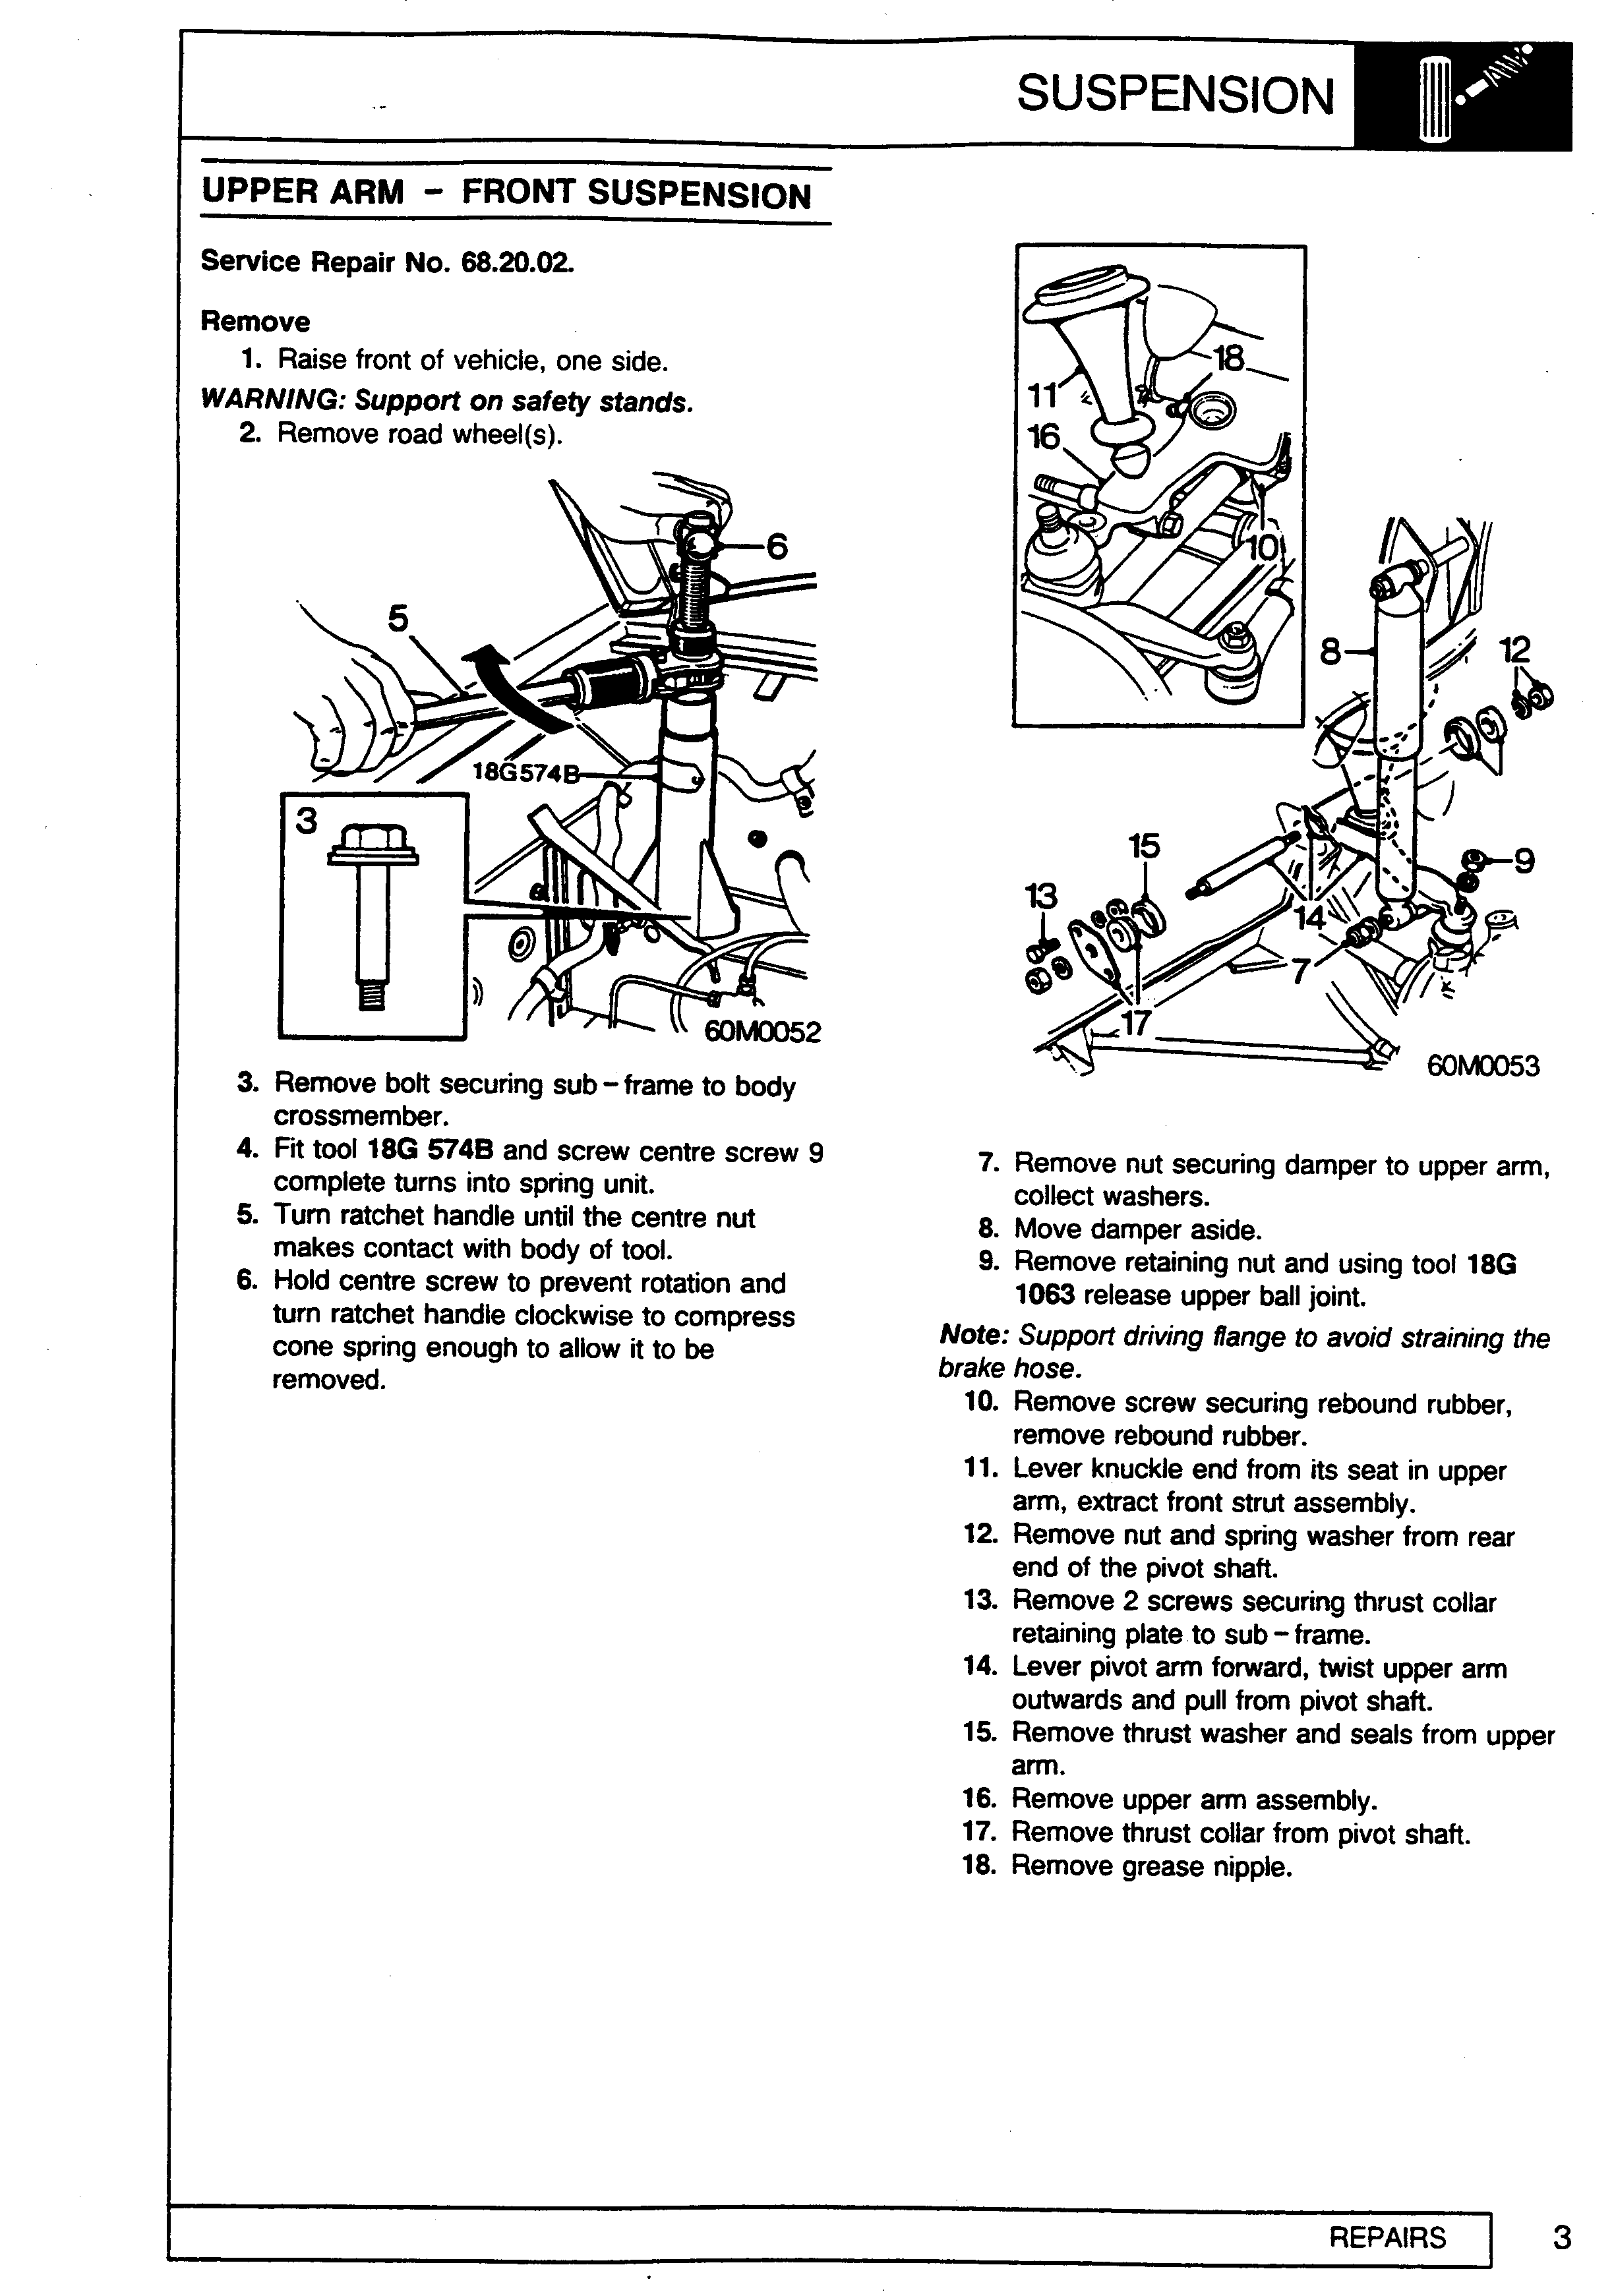 SUSPENSION
UPPER ARM – FRONT SUSPENSION
Service Repair No. 68.20.02.
Remove
1. Raise front of vehicle, one side.
WARNING: Support on safety stands.
2. Remove road wheel(s).
6
5
18G574B
3
60M0052
3. Remove bolt securing sub – frame to body
crossmember.
4. Fit tool 18G 574B and screw centre screw 9
complete turns into spring unit.
5. Turn ratchet handle until the centre nut
makes contact with body of tool.
6. Hold centre screw to prevent rotation and
turn ratchet handle clockwise to compress
cone spring enough to allow it to be
removed.
18
11
16
10
8
12
15
9
13
14
7
17
60M0053
7. Remove nut securing damper to upper arm,
collect washers.
8. Move damper aside.
9. Remove retaining nut and using tool 18G
1063 release upper ball joint.
Note: Support driving flange to avoid straining the
brake hose.
10. Remove screw securing rebound rubber,
remove rebound rubber.
11. Lever knuckle end from its seat in upper
arm, extract front strut assembly.
12. Remove nut and spring washer from rear
end of the pivot shaft.
13. Remove 2 screws securing thrust collar
retaining plate to sub – frame.
14. Lever pivot arm forward, twist upper arm
outwards and pull from pivot shaft.
15. Remove thrust washer and seals from upper
arm.
16. Remove upper arm assembly.
17. Remove thrust collar from pivot shaft.
18. Remove grease nipple.
REPAIRS
3